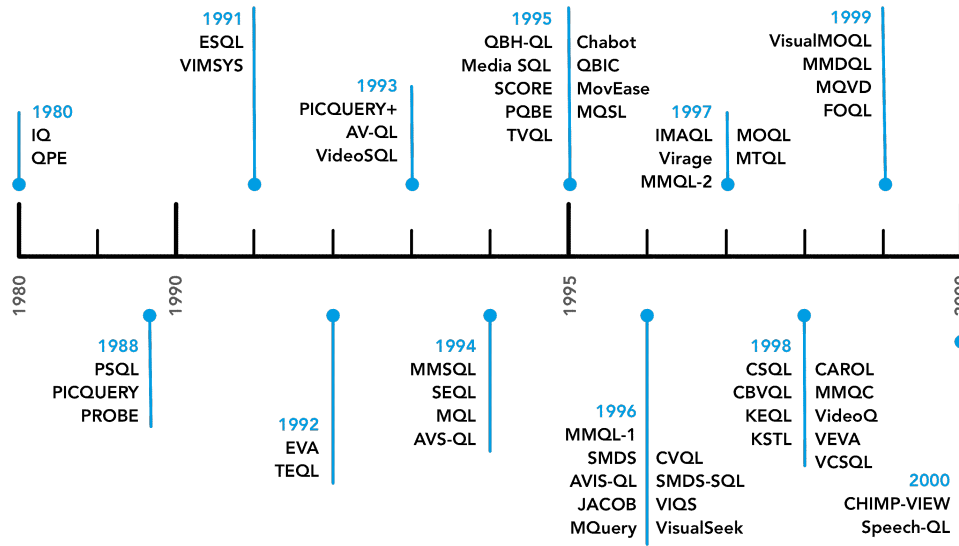 1980
IQ
QPE
1991
ESQL
VIMSYS
1993
PICQUERY+
AV-QL
VideoSQL
1995
QBH-QL
Media SQL
SCORE
PQBE
TVQL
Chabot
QBIC
MovEase
MQSL
1997
IMAQL
Virage
MMQL-2
MOQL
MTQL
1999
VisualMOQL
MMDQL
MQVD
FOQL
1980
1990
1995
2000
1988
PSQL
PICQUERY
PROBE
1992
EVA
TEQL
1994
MMSQL
SEQL
MQL
AVS-QL
1996
MMQL-1
SMDS
AVIS-QL
JACOB
MQuery
CVQL
SMDS-SQL
VIQS
VisualSeek
1998
CSQL
CBVQL
KEQL
KSTL
CAROL
MMQC
VideoQ
VEVA
VCSQL
2000
CHIMP-VIEW
Speech-QL